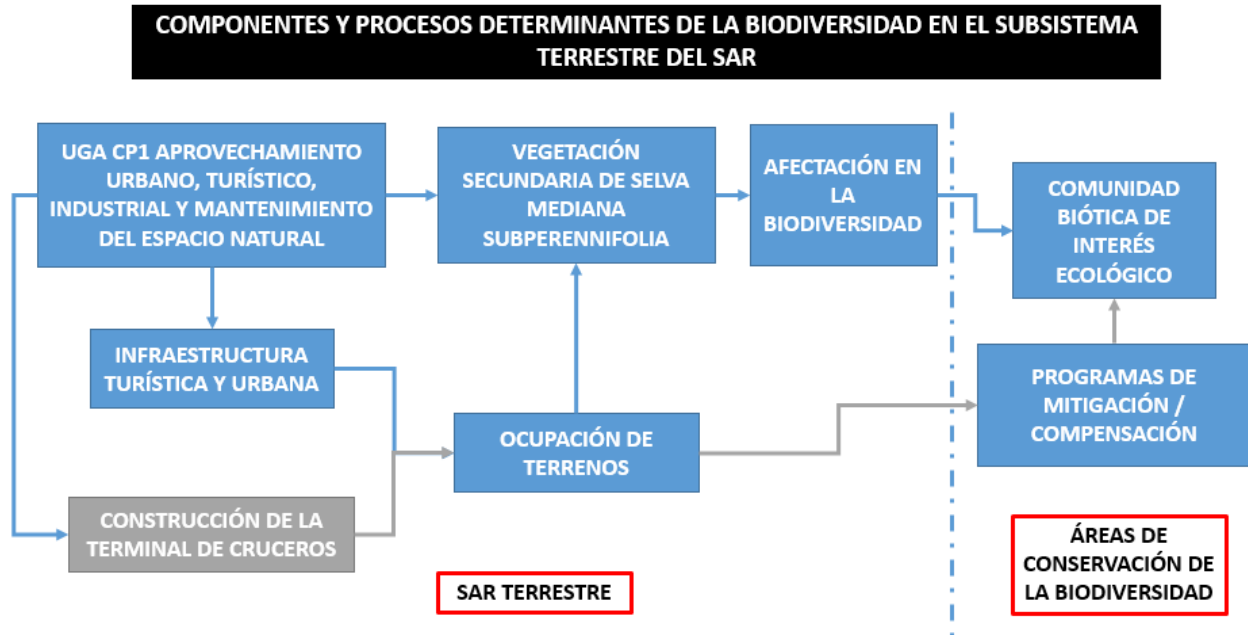 COMPONENTES Y PROCESOS DETERMINANTES DE LA BIODIVERSIDAD EN EL SUBSISTEMA
TERRESTRE DEL SAR
UGA CP1 APROVECHAMIENTO
URBANO, TURÍSTICO,
INDUSTRIAL Y MANTENIMIENTO
DEL ESPACIO NATURAL
VEGETACIÓN
SECUNDARIA DE SELVA
MEDIANA
SUBPERENNIFOLIA
AFECTACIÓN EN
LA
BIODIVERSIDAD
COMUNIDAD
BIÓTICA DE
INTERÉS
ECOLÓGICO
INFRAESTRUCTURA
TURÍSTICA Y URBANA
PROGRAMAS DE
MITIGACIÓN /
COMPENSACIÓN
OCUPACIÓN DE
TERRENOS
CONSTRUCCIÓN DE LA
TERMINAL DE CRUCEROS
SAR TERRESTRE
ÁREAS DE
CONSERVACIÓN DE
LA BIODIVERSIDAD